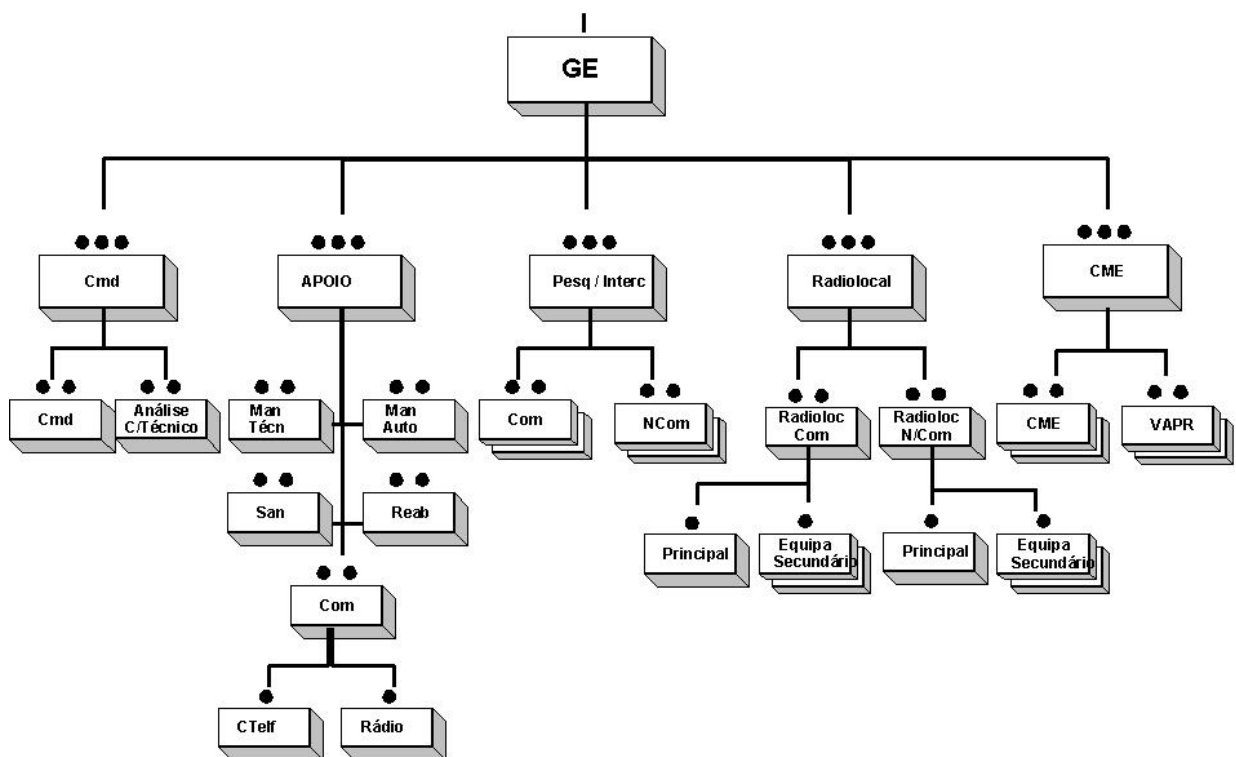 GE
Cmd
APOIO
Pesq / Interc
Radiolocal
CME
Cmd
Análise
C/Técnico
Man
Técn
Man
Auto
Com
NCom
Radioloc
Com
Radioloc
N/Com
CME
VAPR
San
Reab
Principal
Equipa
Secundário
Principal
Equipa
Secundário
Com
CTelf
Rádio